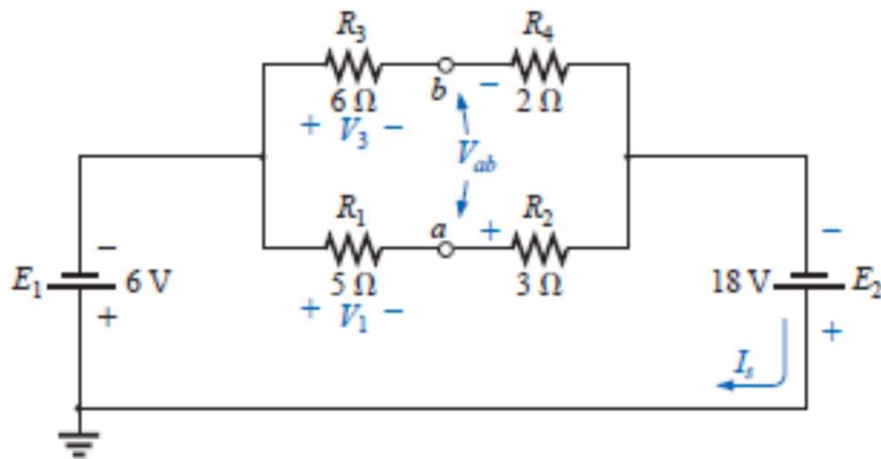 R3 R4
b −
6 Ω 2 Ω
+ V3 −
Vab
R1 a + R2
− −
E1 6 V 5 Ω 3 Ω 18 V E2
+ + V1 − +
Is